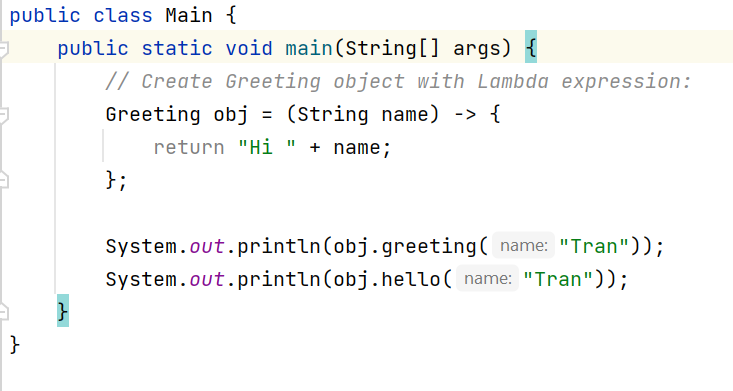 public class Main {
    public static void main(String[] args) {
        // Create Greeting object with Lambda expression:
        Greeting obj = (String name) -> {
            return "Hi " + name;
        };
        System.out.println(obj.greeting( name: "Tran"));
        System.out.println(obj.hello( name: "Tran"));
    }
}